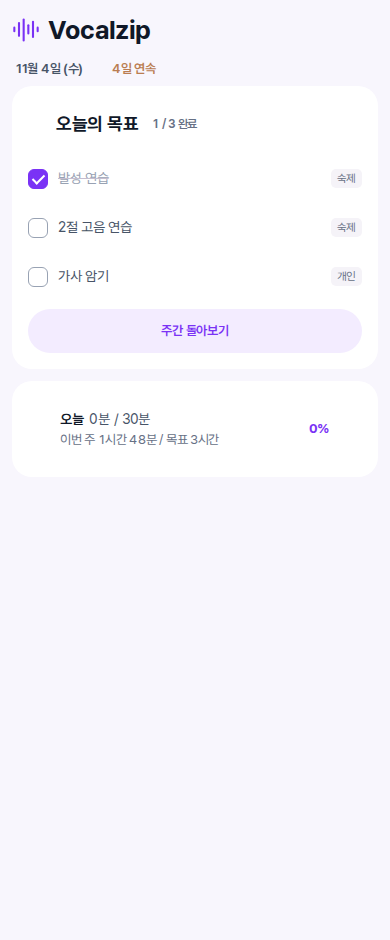 Vocalzip
11월 4일 (수) 4일 연속
오늘의 목표 1 / 3 완료
발성 연습 숙제
2절 고음 연습 숙제
가사 암기 개인
주간 돌아보기
오늘 0분 / 30분
이번 주 1시간 48분 / 목표 3시간
0%